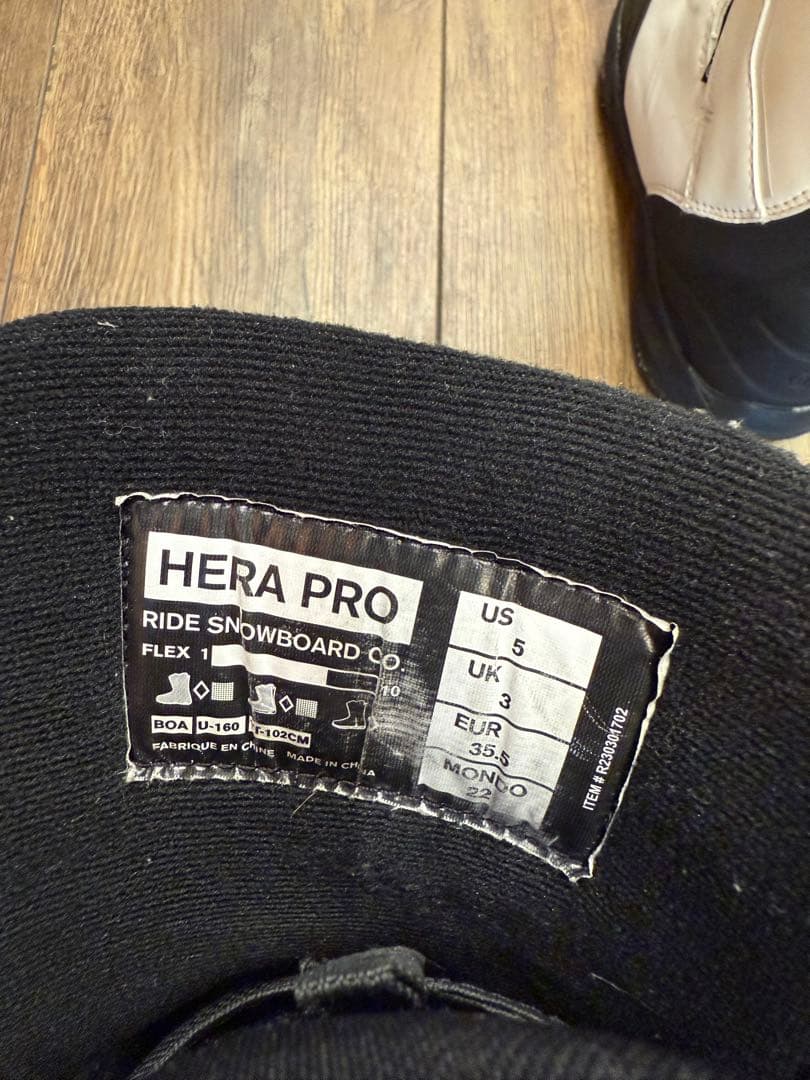 HERA PRO
RIDE SNOWBOARD CO.
FLEX 1 10
BOA U-160 T-102CM
FABRIQUE EN CHINE MADE IN CHINA
US
5
UK
3
EUR
35.5
MONDO
22
ITEM # R230301702